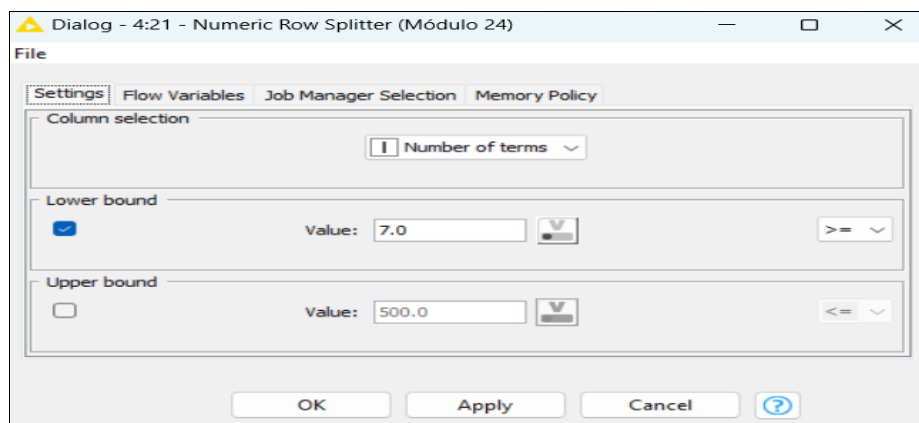 Dialog - 4:21 - Numeric Row Splitter (Módulo 24)
File
Settings Flow Variables Job Manager Selection Memory Policy
Column selection
I Number of terms
Lower bound
Value: 7.0 V >=
Upper bound
Value: 500.0 V <=
OK Apply Cancel ?